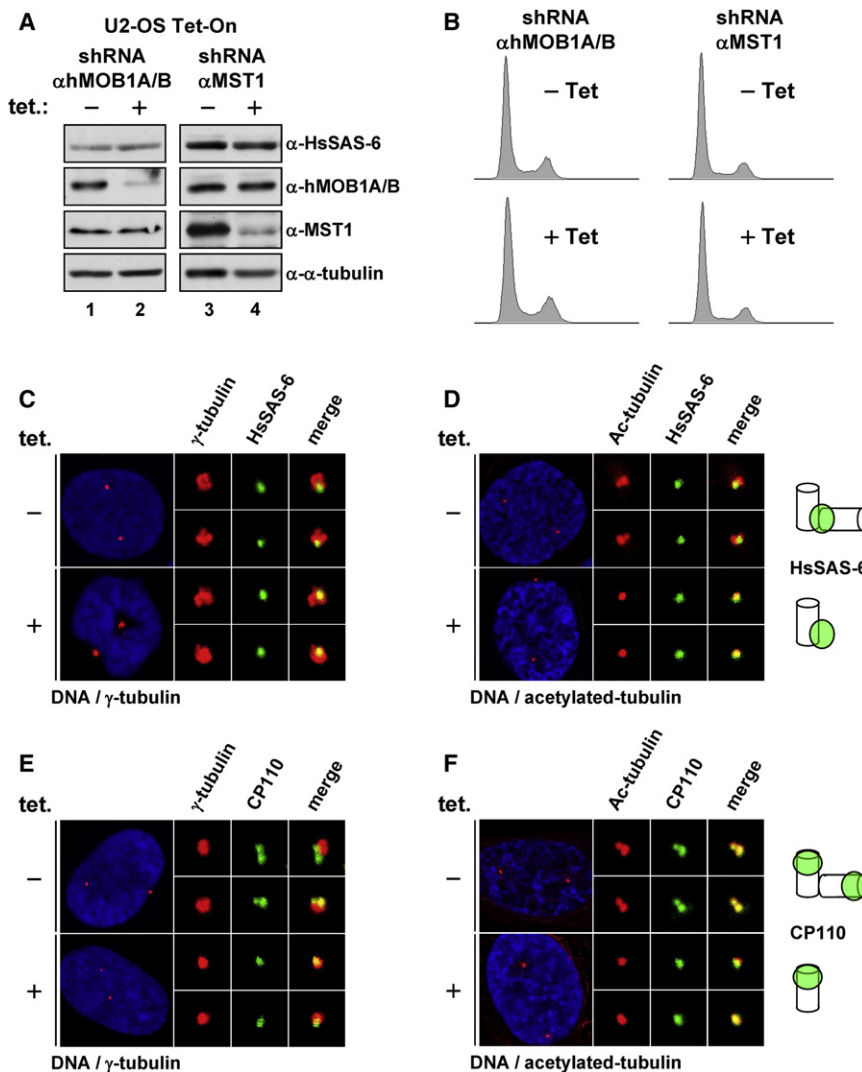 A
U2-OS Tet-On
shRNA αhMOB1A/B
shRNA αMST1
tet.: − + − +
α-HsSAS-6
α-hMOB1A/B
α-MST1
α-α-tubulin
1 2 3 4
B
shRNA αhMOB1A/B
shRNA αMST1
− Tet
− Tet
+ Tet
+ Tet
C
tet.
γ-tubulin
HsSAS-6
merge
−
+
DNA / γ-tubulin
D
tet.
Ac-tubulin
HsSAS-6
merge
−
+
DNA / acetylated-tubulin
HsSAS-6
E
tet.
γ-tubulin
CP110
merge
−
+
DNA / γ-tubulin
F
tet.
Ac-tubulin
CP110
merge
−
+
DNA / acetylated-tubulin
CP110